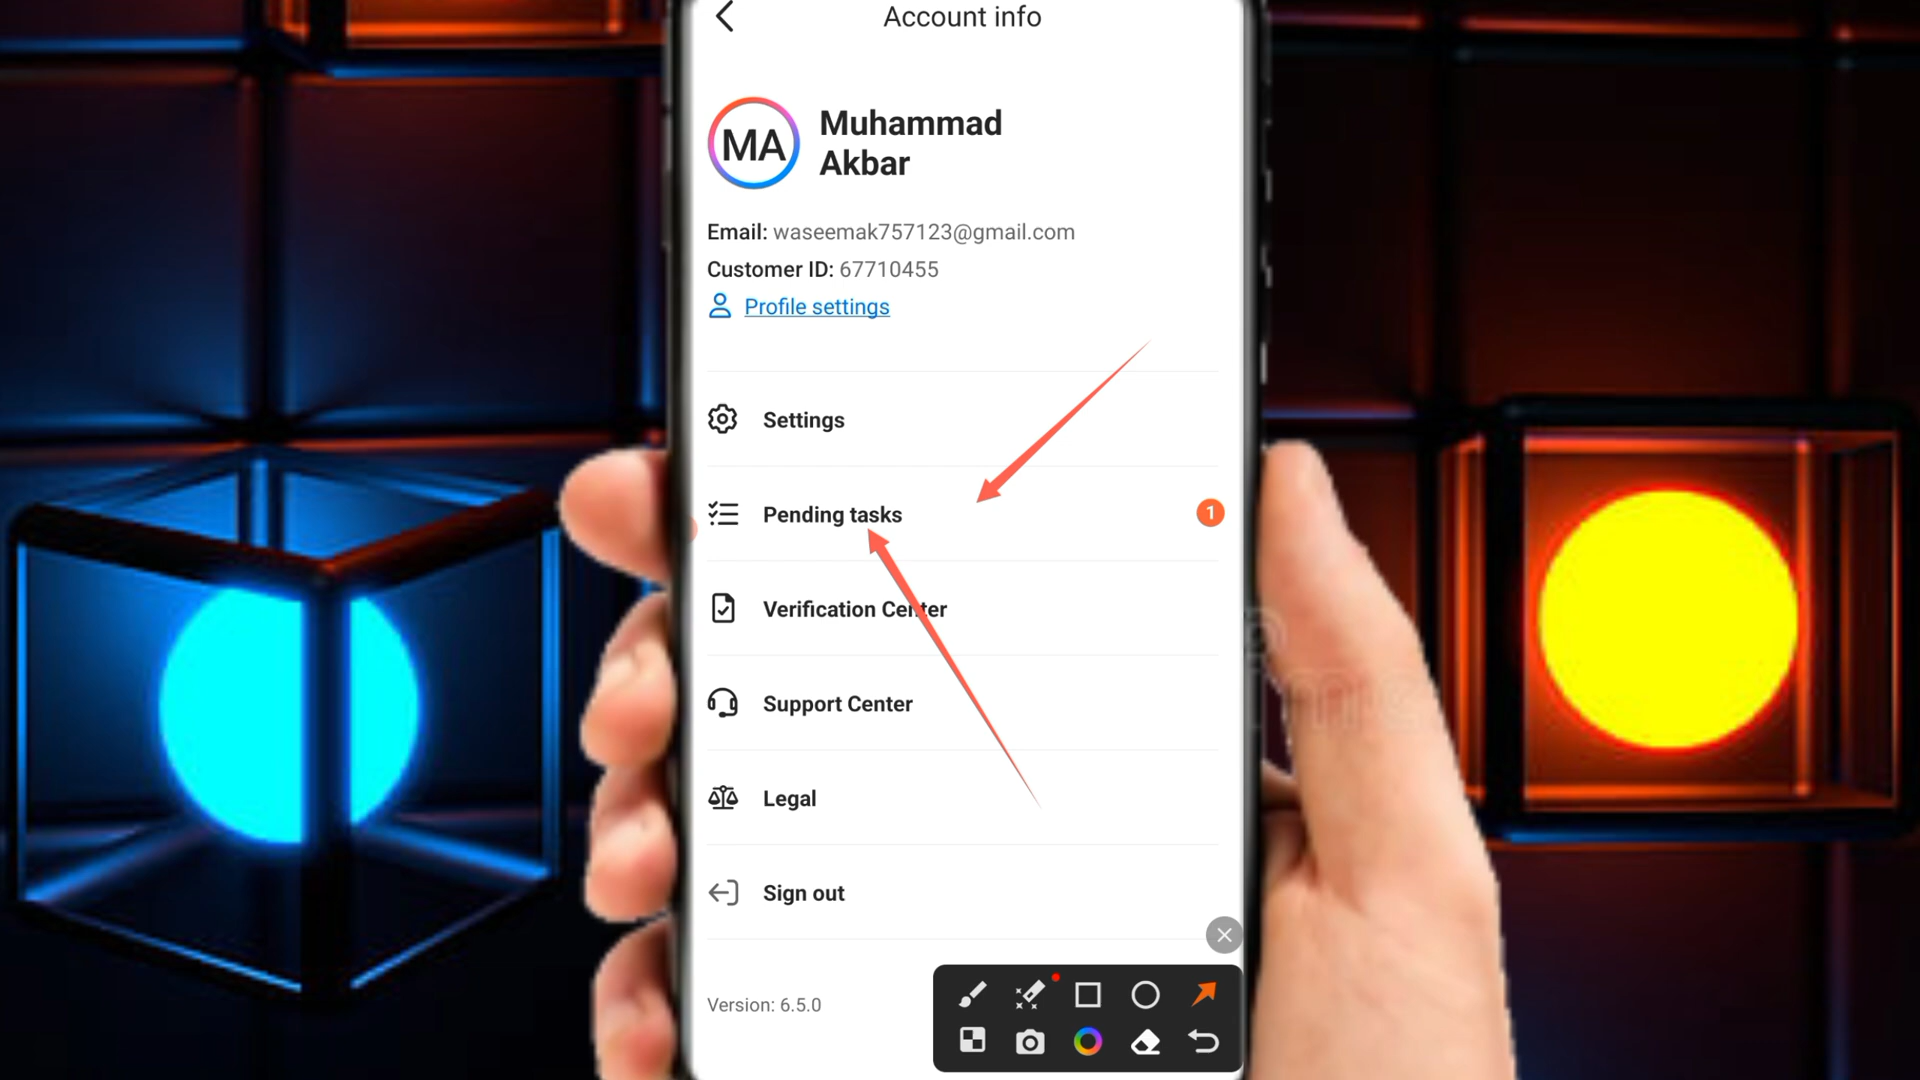 Account info
MA
Muhammad
Akbar
Email: waseemak757123@gmail.com
Customer ID: 67710455
Profile settings
Settings
Pending tasks
1
Verification Center
Support Center
Legal
Sign out
Version: 6.5.0